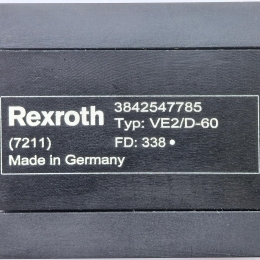 Rexroth 3842547785
Typ: VE2/D-60
(7211) FD: 338 •
Made in Germany